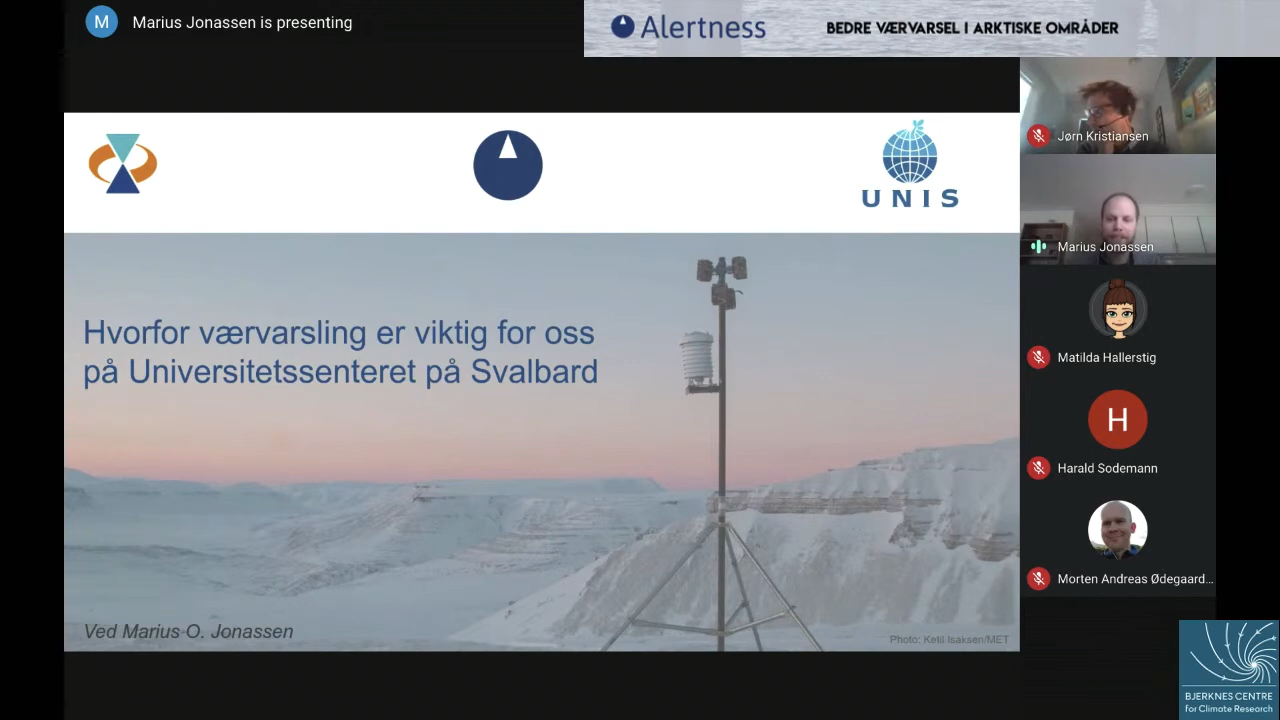 M
Marius Jonassen is presenting
Alertness
BEDRE VÆRVARSEL I ARKTISKE OMRÅDER
UNIS
Hvorfor værvarsling er viktig for oss
på Universitetssenteret på Svalbard
Ved Marius O. Jonassen
Photo: Ketil Isaksen/MET
Jørn Kristiansen
Marius Jonassen
Matilda Hallerstig
H
Harald Sodemann
Morten Andreas Ødegaard...
BJERKNES CENTRE
for Climate Research